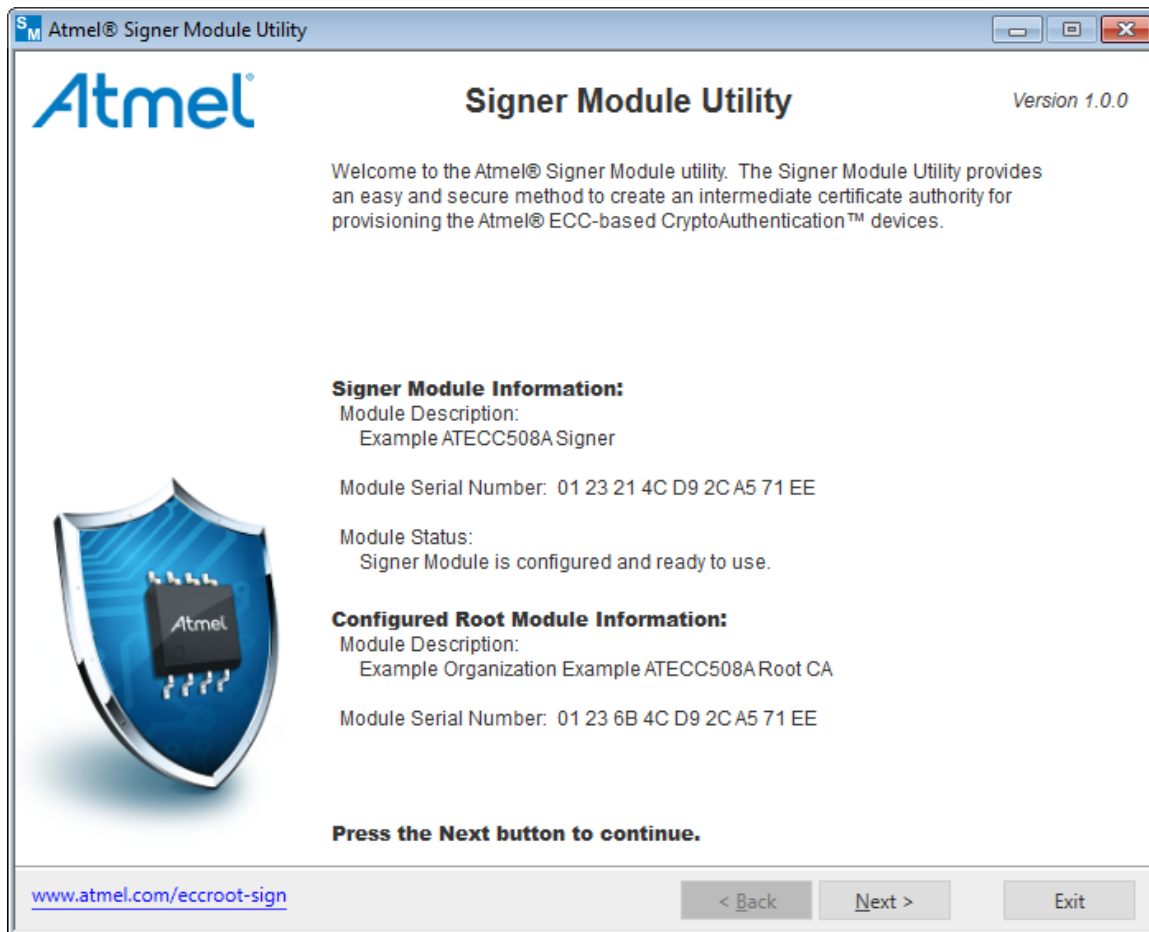 SM Atmel® Signer Module Utility
Atmel®
Signer Module Utility
Version 1.0.0
Welcome to the Atmel® Signer Module utility. The Signer Module Utility provides
an easy and secure method to create an intermediate certificate authority for
provisioning the Atmel® ECC-based CryptoAuthentication™ devices.
Signer Module Information:
Module Description:
Example ATECC508A Signer
Module Serial Number: 01 23 21 4C D9 2C A5 71 EE
Module Status:
Signer Module is configured and ready to use.
Atmel
Configured Root Module Information:
Module Description:
Example Organization Example ATECC508A Root CA
Module Serial Number: 01 23 6B 4C D9 2C A5 71 EE
Press the Next button to continue.
www.atmel.com/eccroot-sign
< Back
Next >
Exit